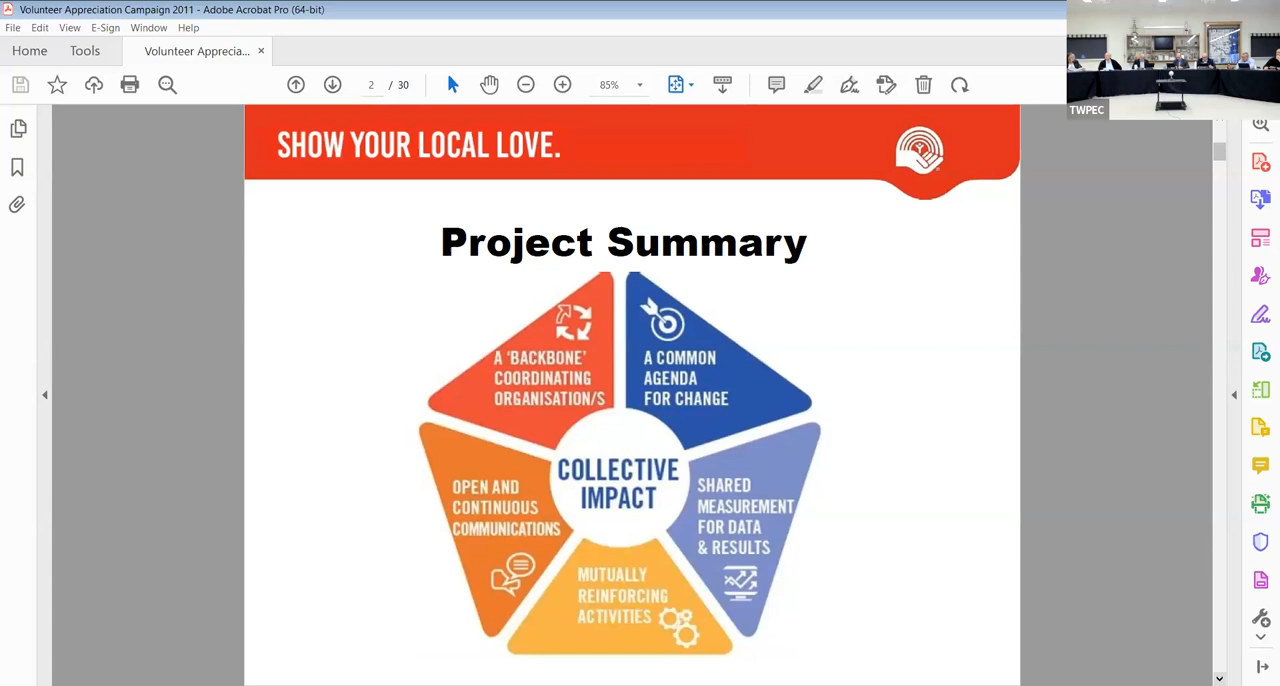 Volunteer Appreciation Campaign 2011 - Adobe Acrobat Pro (64-bit)
File Edit View E-Sign Window Help
Home Tools Volunteer Apprecia... ×
2 / 30 85%
TWPEC
SHOW YOUR LOCAL LOVE.
Project Summary
A ‘BACKBONE’
COORDINATING
ORGANISATION/S
A COMMON
AGENDA
FOR CHANGE
OPEN AND
CONTINUOUS
COMMUNICATIONS
COLLECTIVE
IMPACT
SHARED
MEASUREMENT
FOR DATA
& RESULTS
MUTUALLY
REINFORCING
ACTIVITIES